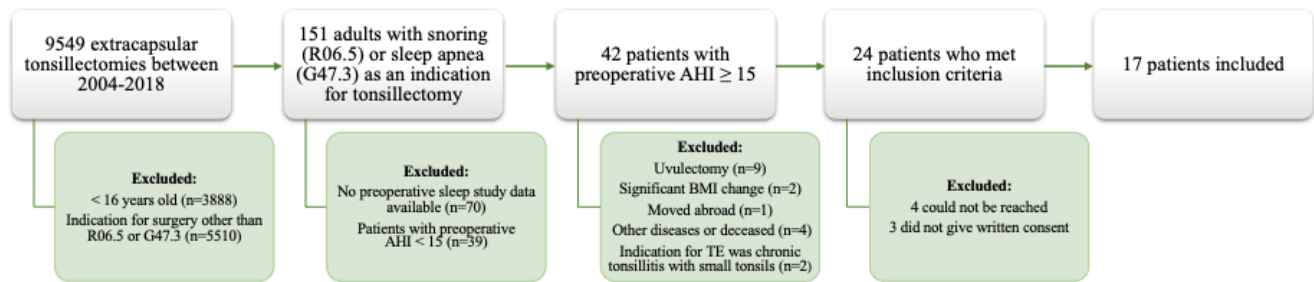 9549 extracapsular
tonsillectomies between
2004-2018
151 adults with snoring
(R06.5) or sleep apnea
(G47.3) as an indication
for tonsillectomy
42 patients with
preoperative AHI ≥ 15
24 patients who met
inclusion criteria
17 patients included
Excluded:
< 16 years old (n=3888)
Indication for surgery other than
R06.5 or G47.3 (n=5510)
Excluded:
No preoperative sleep study data
available (n=70)
Patients with preoperative
AHI < 15 (n=39)
Excluded:
Uvulectomy (n=9)
Significant BMI change (n=2)
Moved abroad (n=1)
Other diseases or deceased (n=4)
Indication for TE was chronic
tonsillitis with small tonsils (n=2)
Excluded:
4 could not be reached
3 did not give written consent